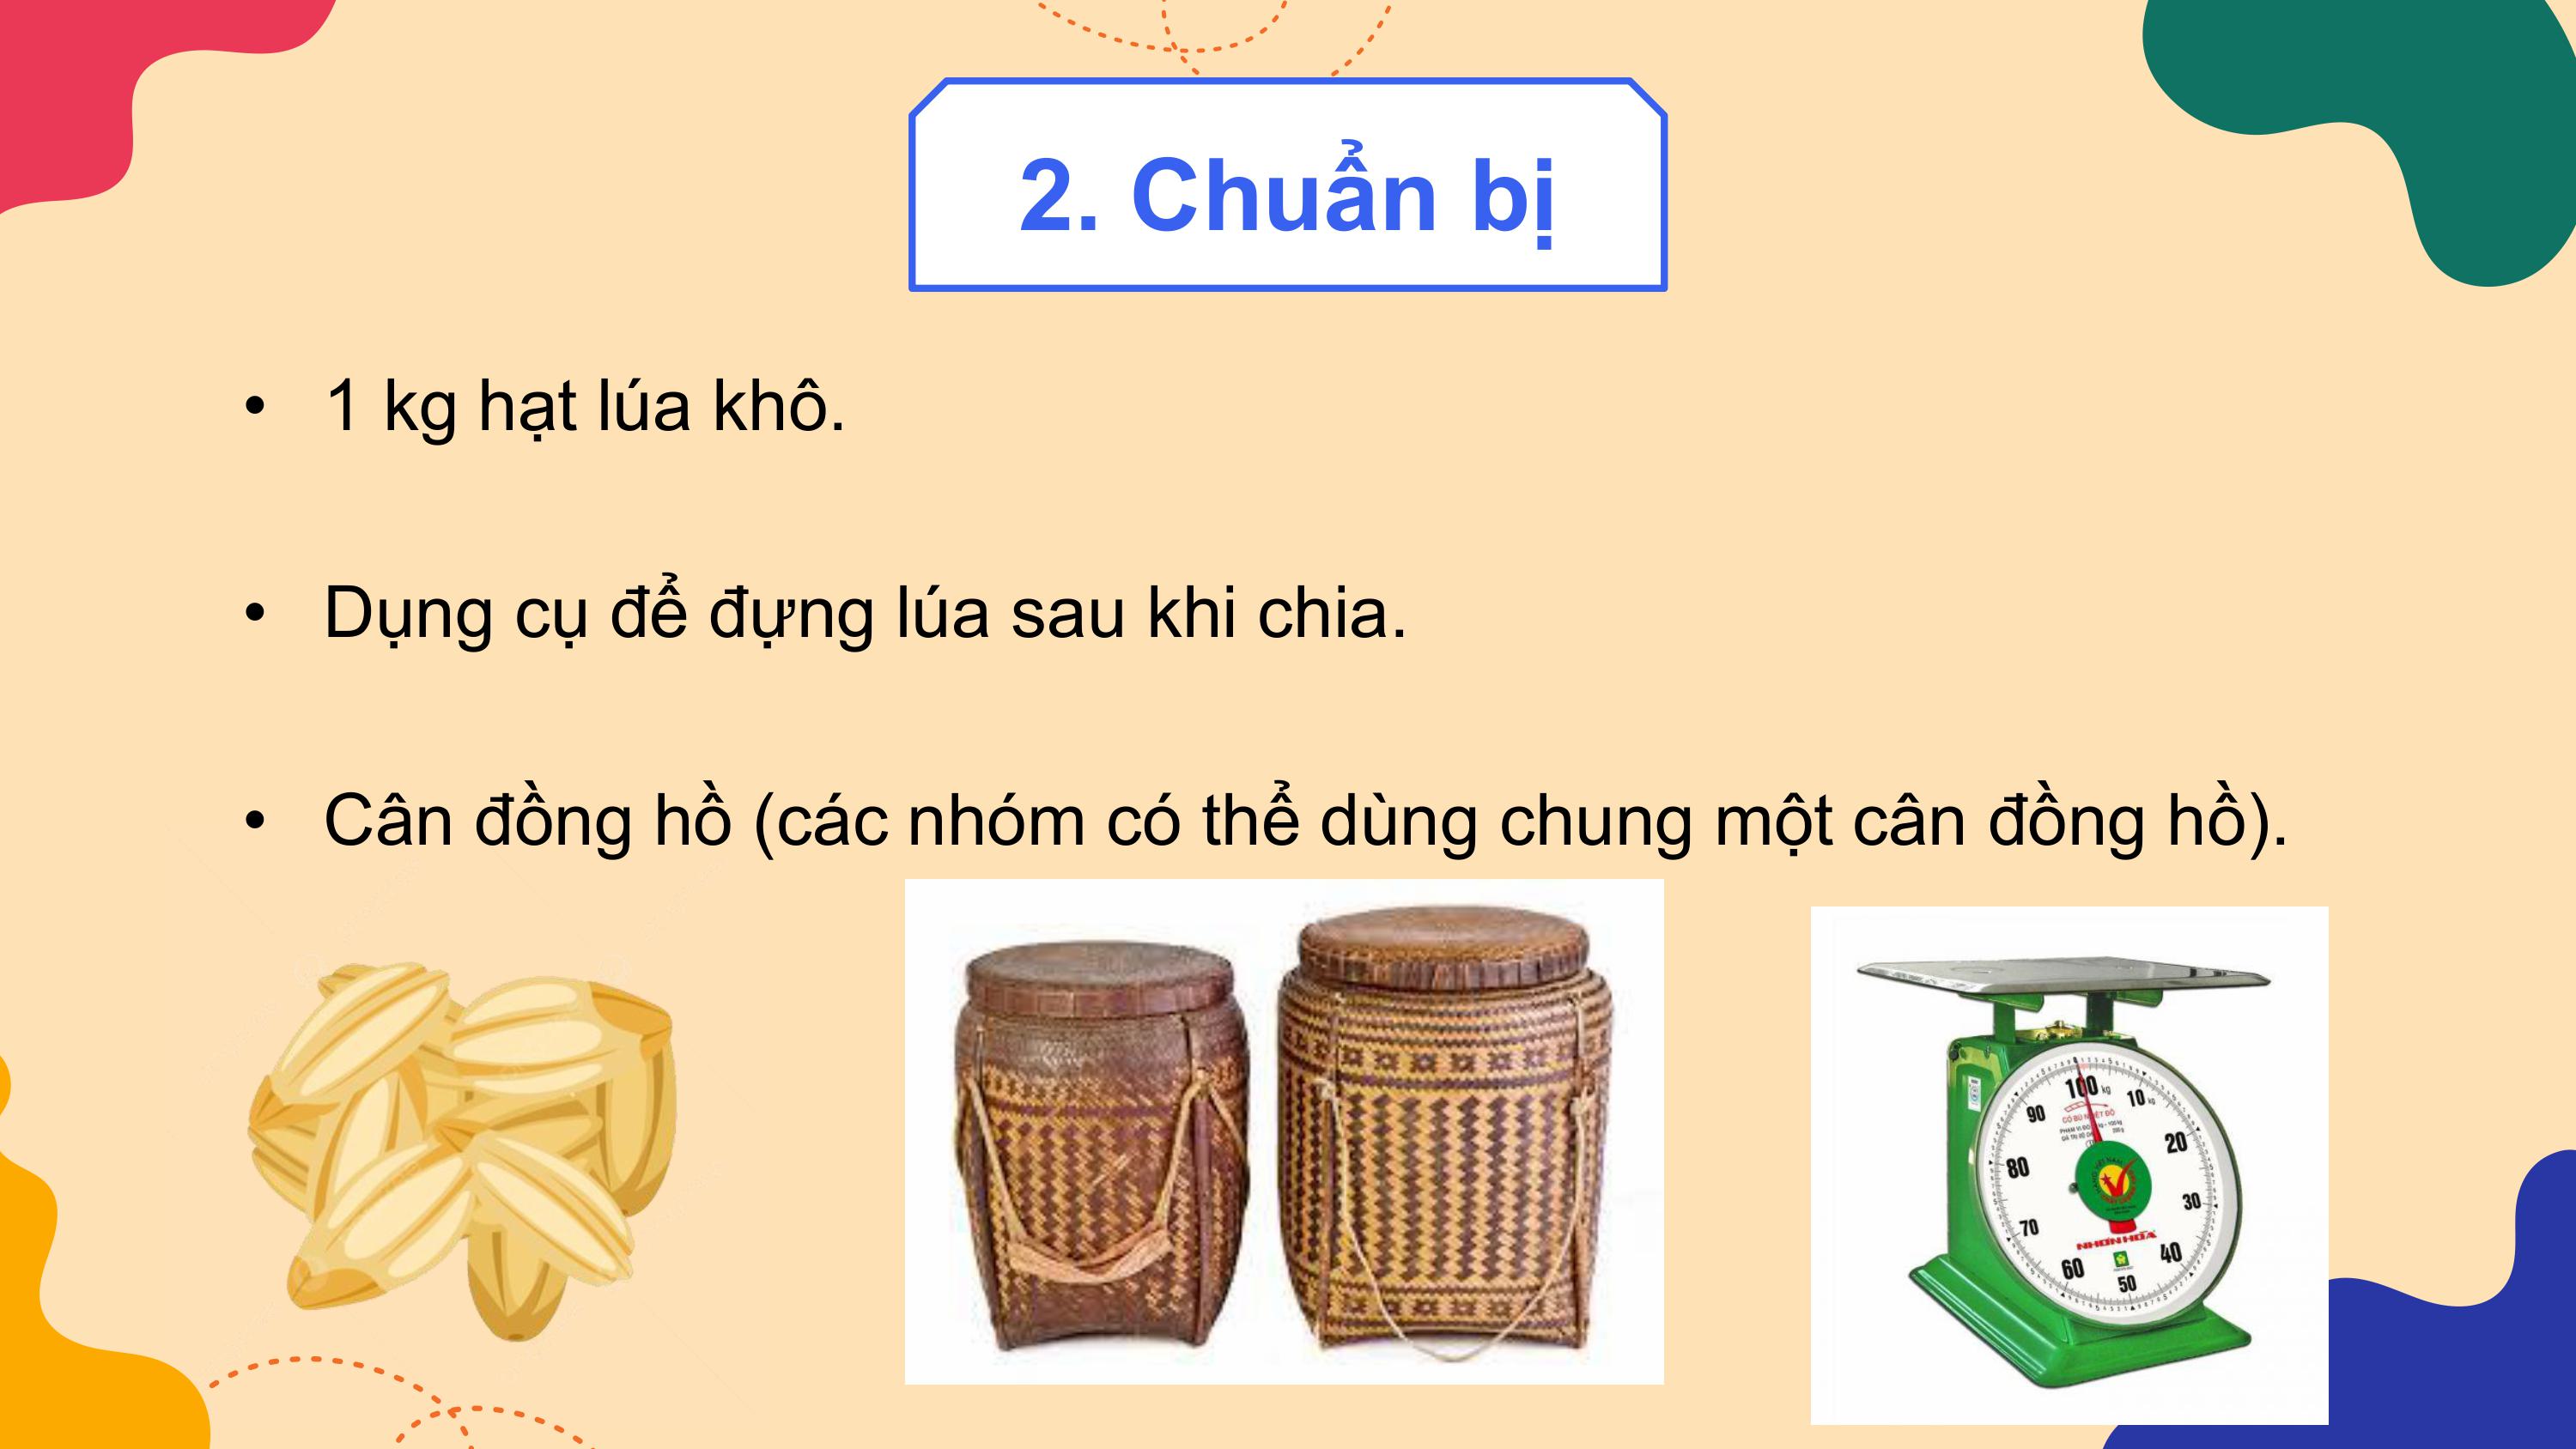 2. Chuẩn bị
• 1 kg hạt lúa khô.
• Dụng cụ để đựng lúa sau khi chia.
• Cân đồng hồ (các nhóm có thể dùng chung một cân đồng hồ).
100 kg
10 kg
90
20
80
30
70
NHƠN HÒA
40
60
50